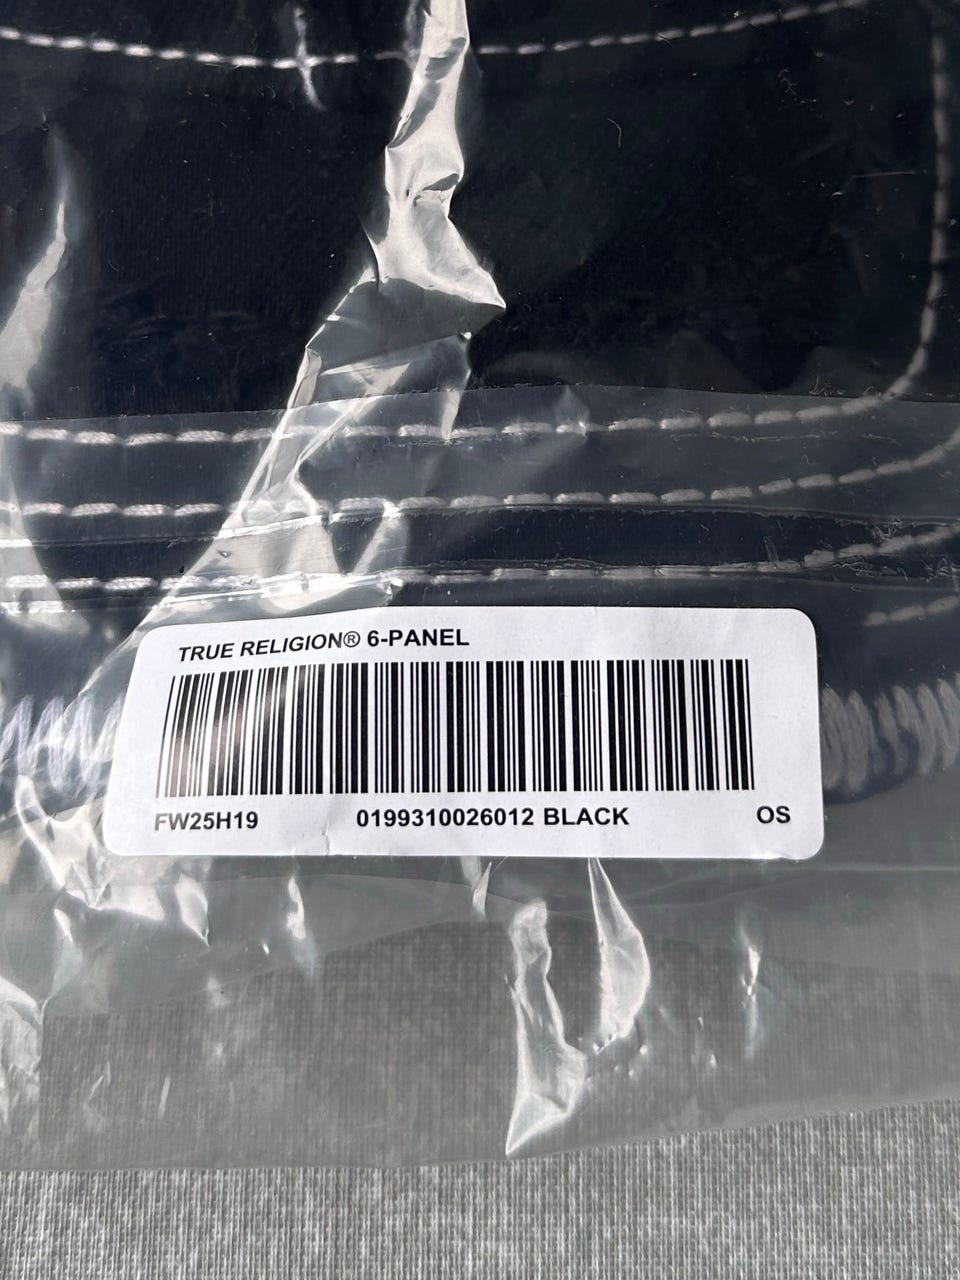 TRUE RELIGION® 6-PANEL
FW25H19 0199310026012 BLACK OS